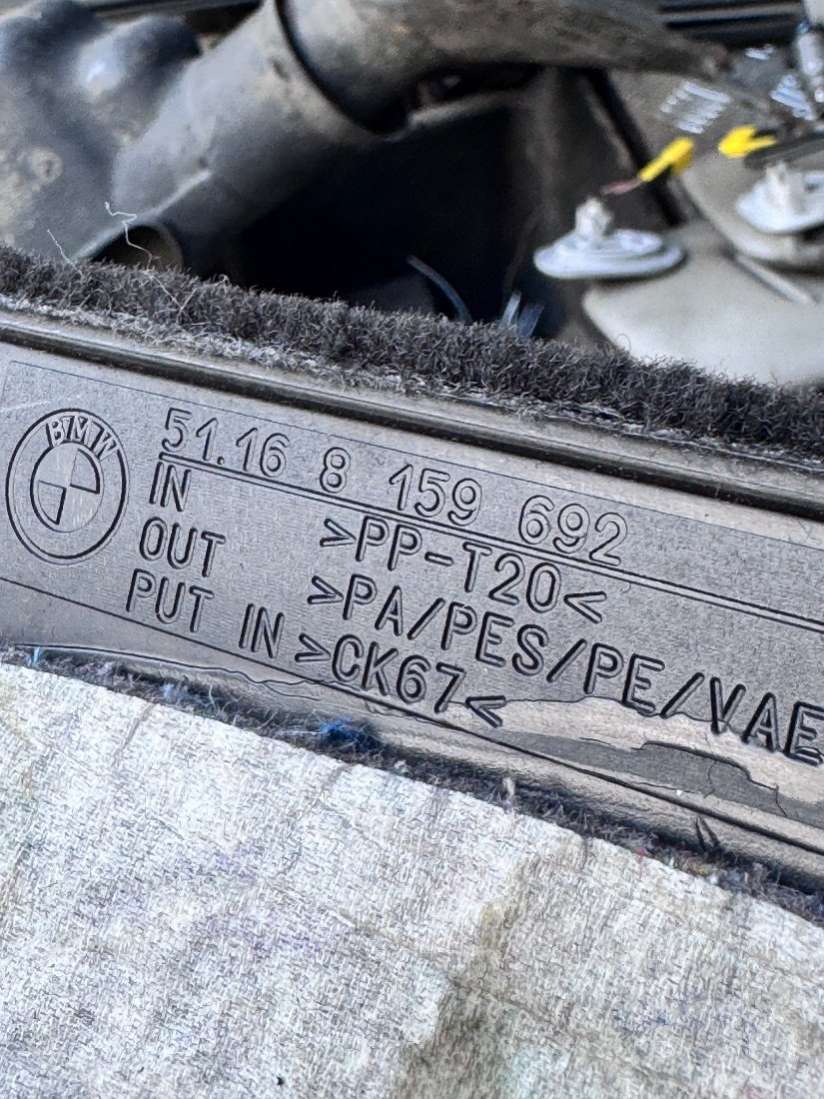 BMW
51.16 8 159 692
IN >PP-T20<
OUT >PA/PES/PE/VAE
PUT IN >CK67<